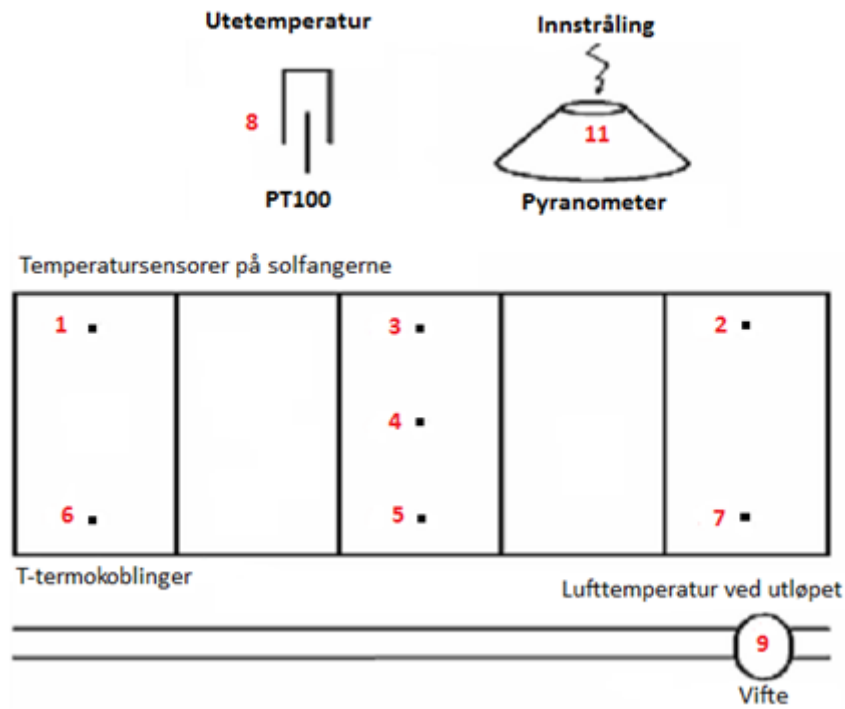 Utetemperatur
Innstråling
8
11
PT100
Pyranometer
Temperatursensorer på solfangerne
1
3
2
4
6
5
7
T-termokoblinger
Lufttemperatur ved utløpet
9
Vifte